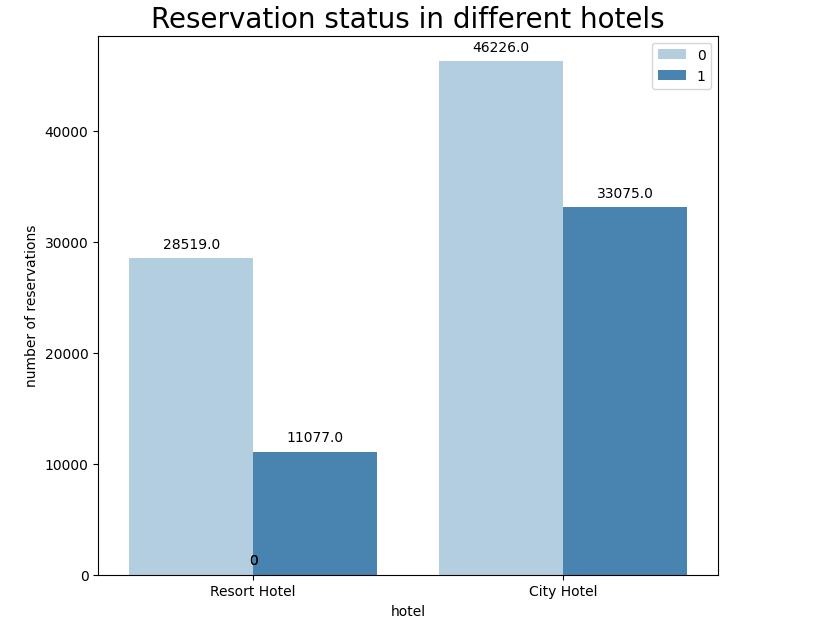 Reservation status in different hotels
46226.0
0
1
40000
33075.0
number of reservations
30000
28519.0
20000
11077.0
10000
0
0
Resort Hotel
City Hotel
hotel